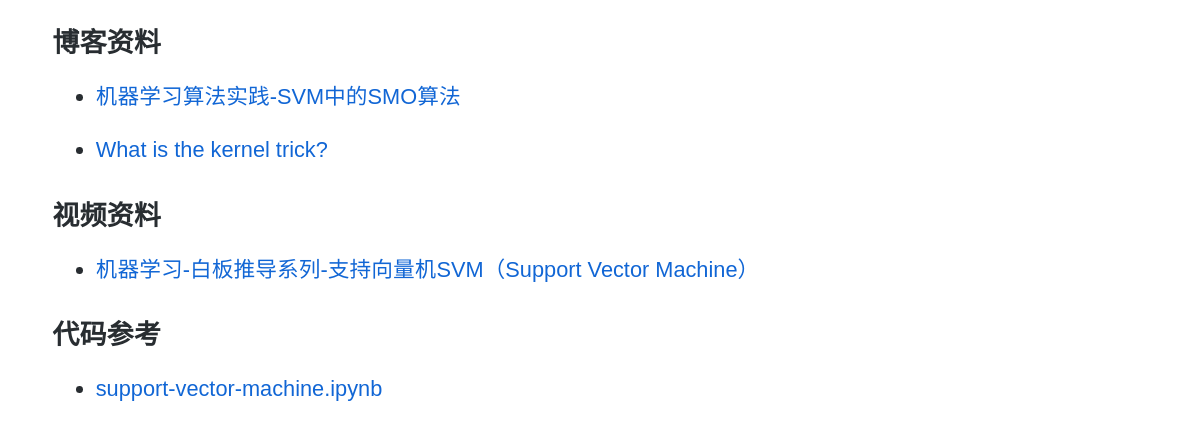 博客资料
机器学习算法实践-SVM中的SMO算法
What is the kernel trick?
视频资料
机器学习-白板推导系列-支持向量机SVM（Support Vector Machine）
代码参考
support-vector-machine.ipynb